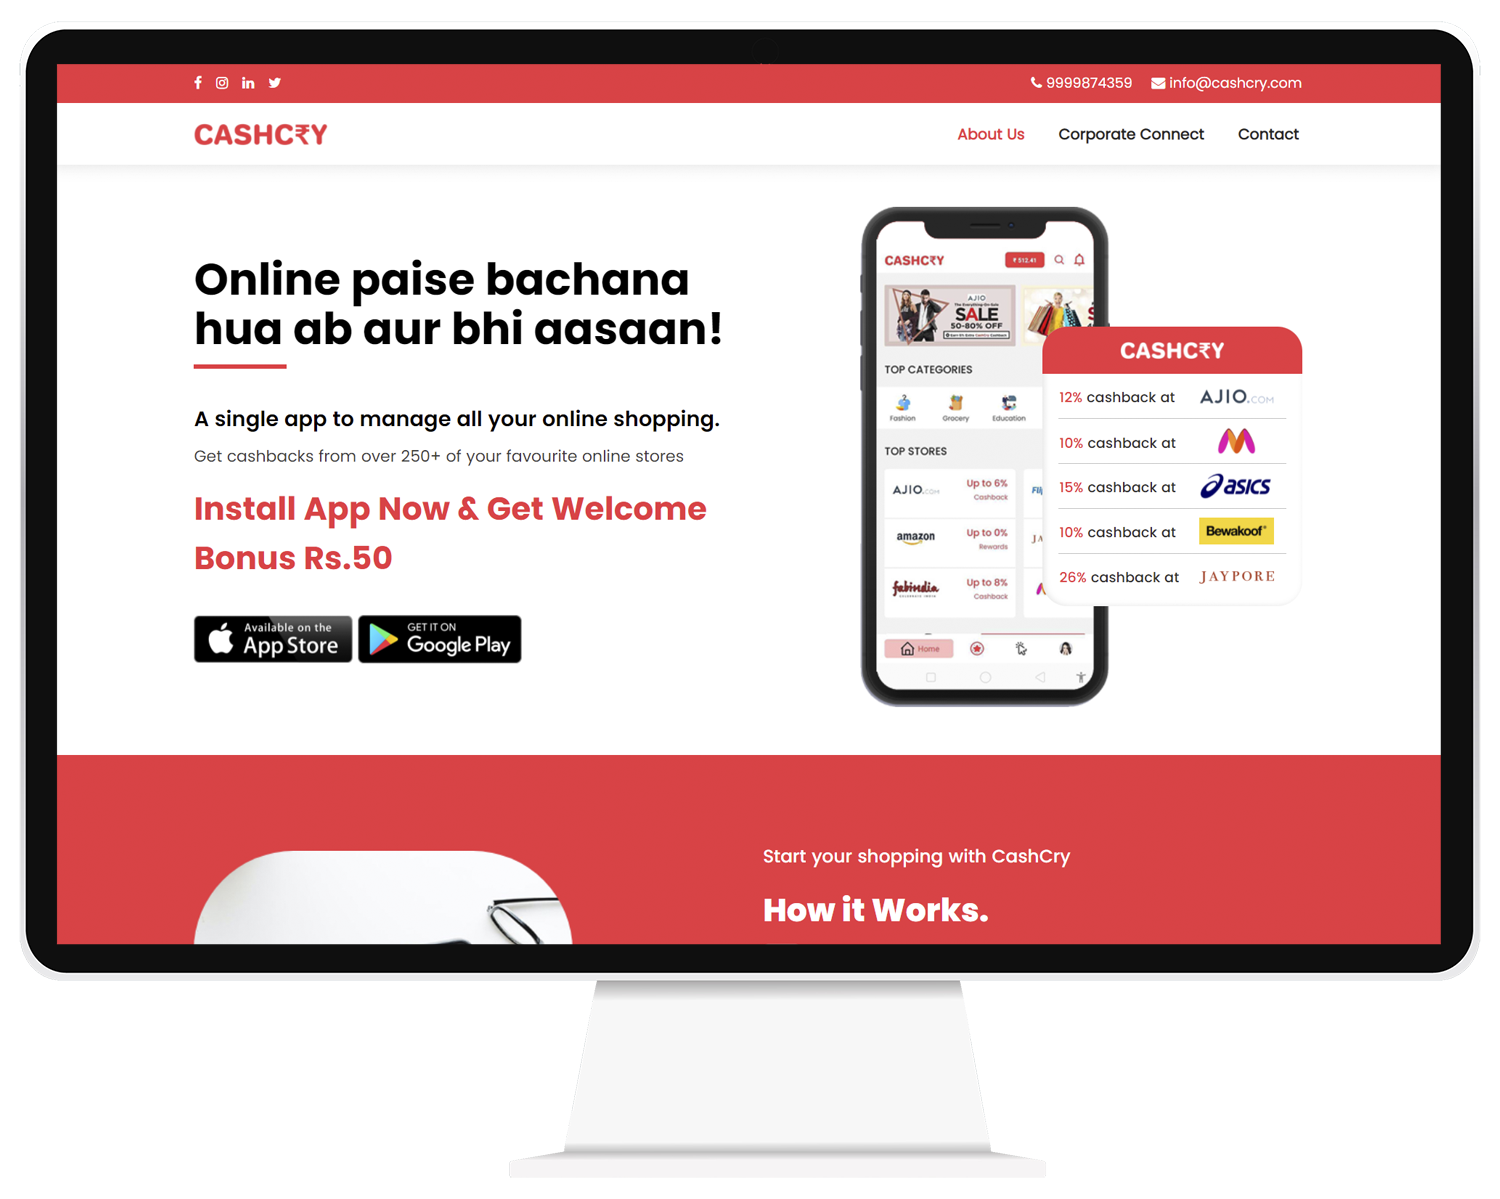 9999874359 info@cashcry.com
CASHC₹Y
About Us Corporate Connect Contact
Online paise bachana
hua ab aur bhi aasaan!
A single app to manage all your online shopping.
Get cashbacks from over 250+ of your favourite online stores
Install App Now & Get Welcome
Bonus Rs.50
Available on the
App Store
GET IT ON
Google Play
CASHC₹Y
₹ 512.41
AJIO
SALE
50-80% OFF
TOP CATEGORIES
Fashion Grocery Education
TOP STORES
AJIO.COM Up to 6%
Cashback
amazon Up to 0%
Rewards
fabindia Up to 8%
CELEBRATE INDIA Cashback
Home
CASHC₹Y
12% cashback at AJIO.COM
10% cashback at
15% cashback at asics
10% cashback at Bewakoof
26% cashback at JAYPORE
Start your shopping with CashCry
How it Works.